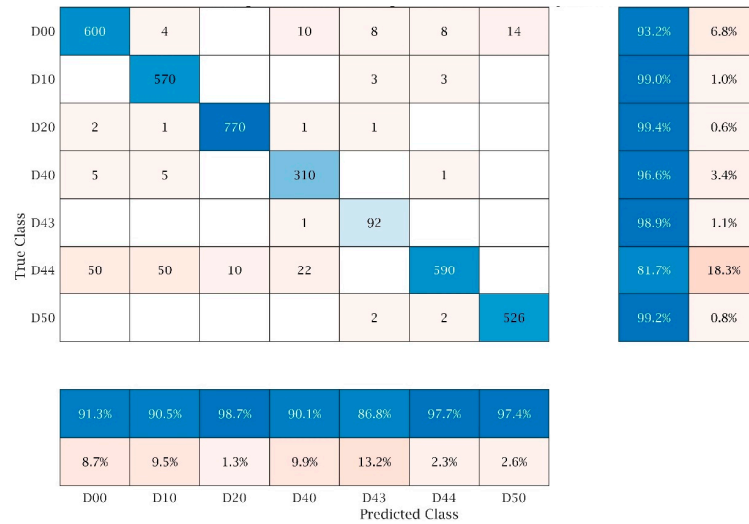 D00 600 4 10 8 8 14 93.2% 6.8%
D10 570 3 3 99.0% 1.0%
D20 2 1 770 1 1 99.4% 0.6%
D40 5 5 310 1 96.6% 3.4%
D43 1 92 98.9% 1.1%
D44 50 50 10 22 590 81.7% 18.3%
D50 2 2 526 99.2% 0.8%
True Class
91.3% 90.5% 98.7% 90.1% 86.8% 97.7% 97.4%
8.7% 9.5% 1.3% 9.9% 13.2% 2.3% 2.6%
D00 D10 D20 D40 D43 D44 D50
Predicted Class